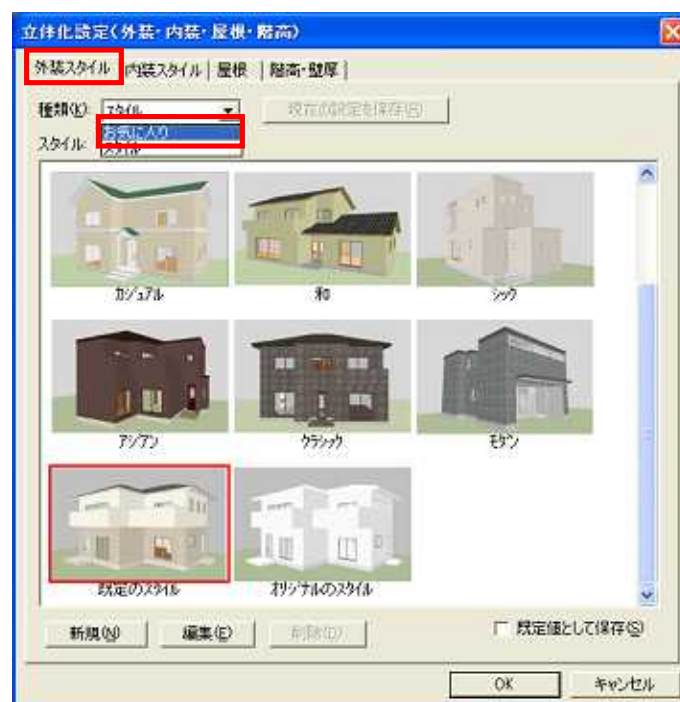 立体化設定(外装・内装・屋根・階高)
外装スタイル 内装スタイル 屋根 階高・壁厚
種類(K): スタイル 現在の設定を保存(F)
お気に入り
スタイル: スタイル
カジュアル 和 シック
アジアン クラシック モダン
既定のスタイル オリジナルのスタイル
新規(N) 編集(E) 削除(D) 既定値として保存(S)
OK キャンセル